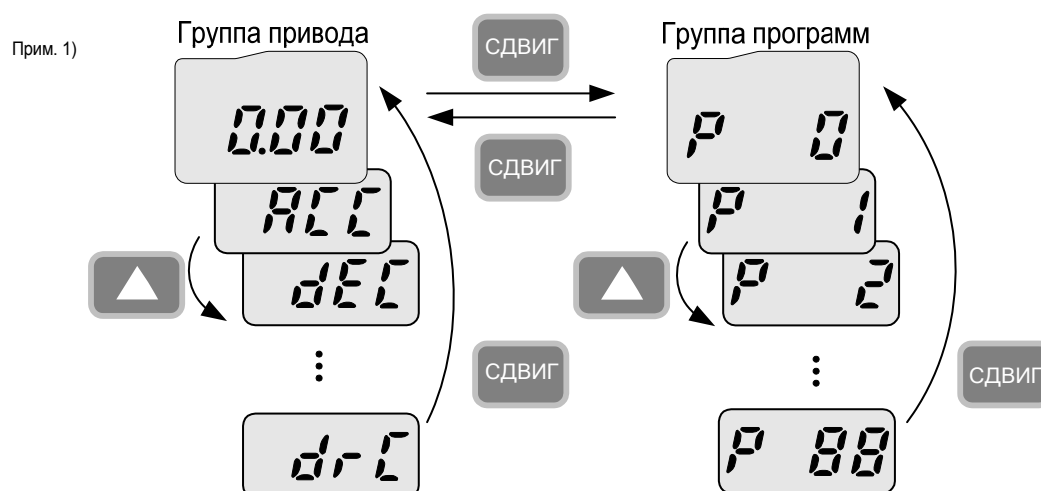 Прим. 1)
Группа привода
СДВИГ
Группа программ
0.00
СДВИГ
P 0
ACC
P 1
dEC
P 2
СДВИГ
СДВИГ
drC
P 88